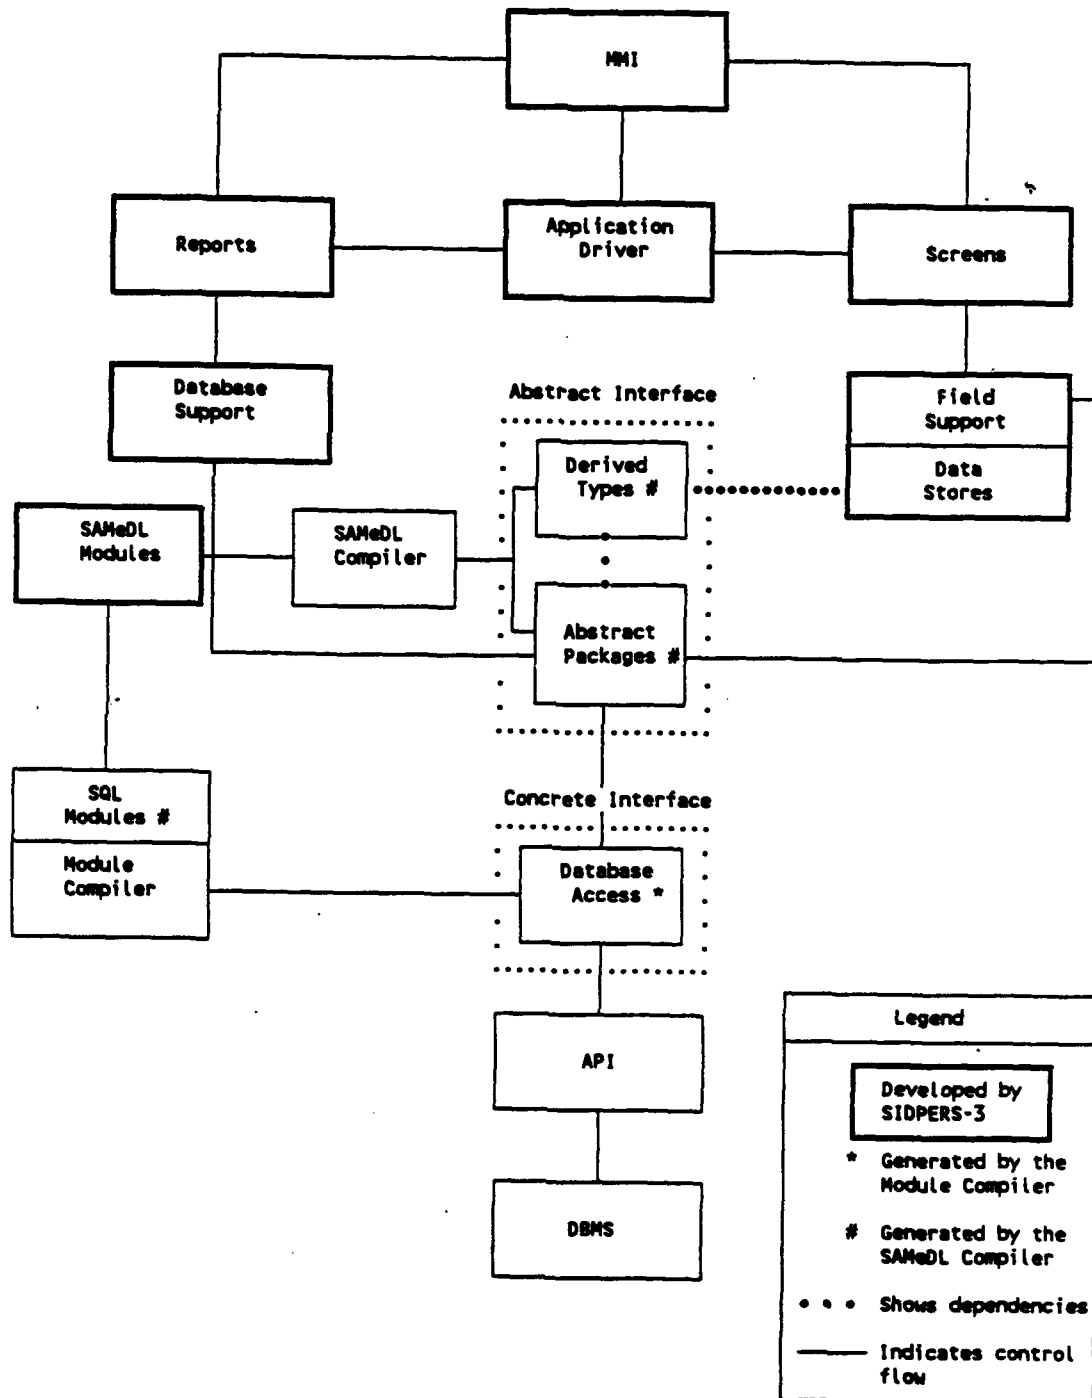 MMI
Reports
Application
Driver
Screens
Database
Support
Abstract Interface
Field
Support
Derived
Types #
Data
Stores
SAMeDL
Modules
SAMeDL
Compiler
Abstract
Packages #
SQL
Modules #
Concrete Interface
Module
Compiler
Database
Access *
Legend
API
Developed by
SIDPERS-3
* Generated by the
Module Compiler
DBMS
# Generated by the
SAMeDL Compiler
• • • Shows dependencies
Indicates control
flow